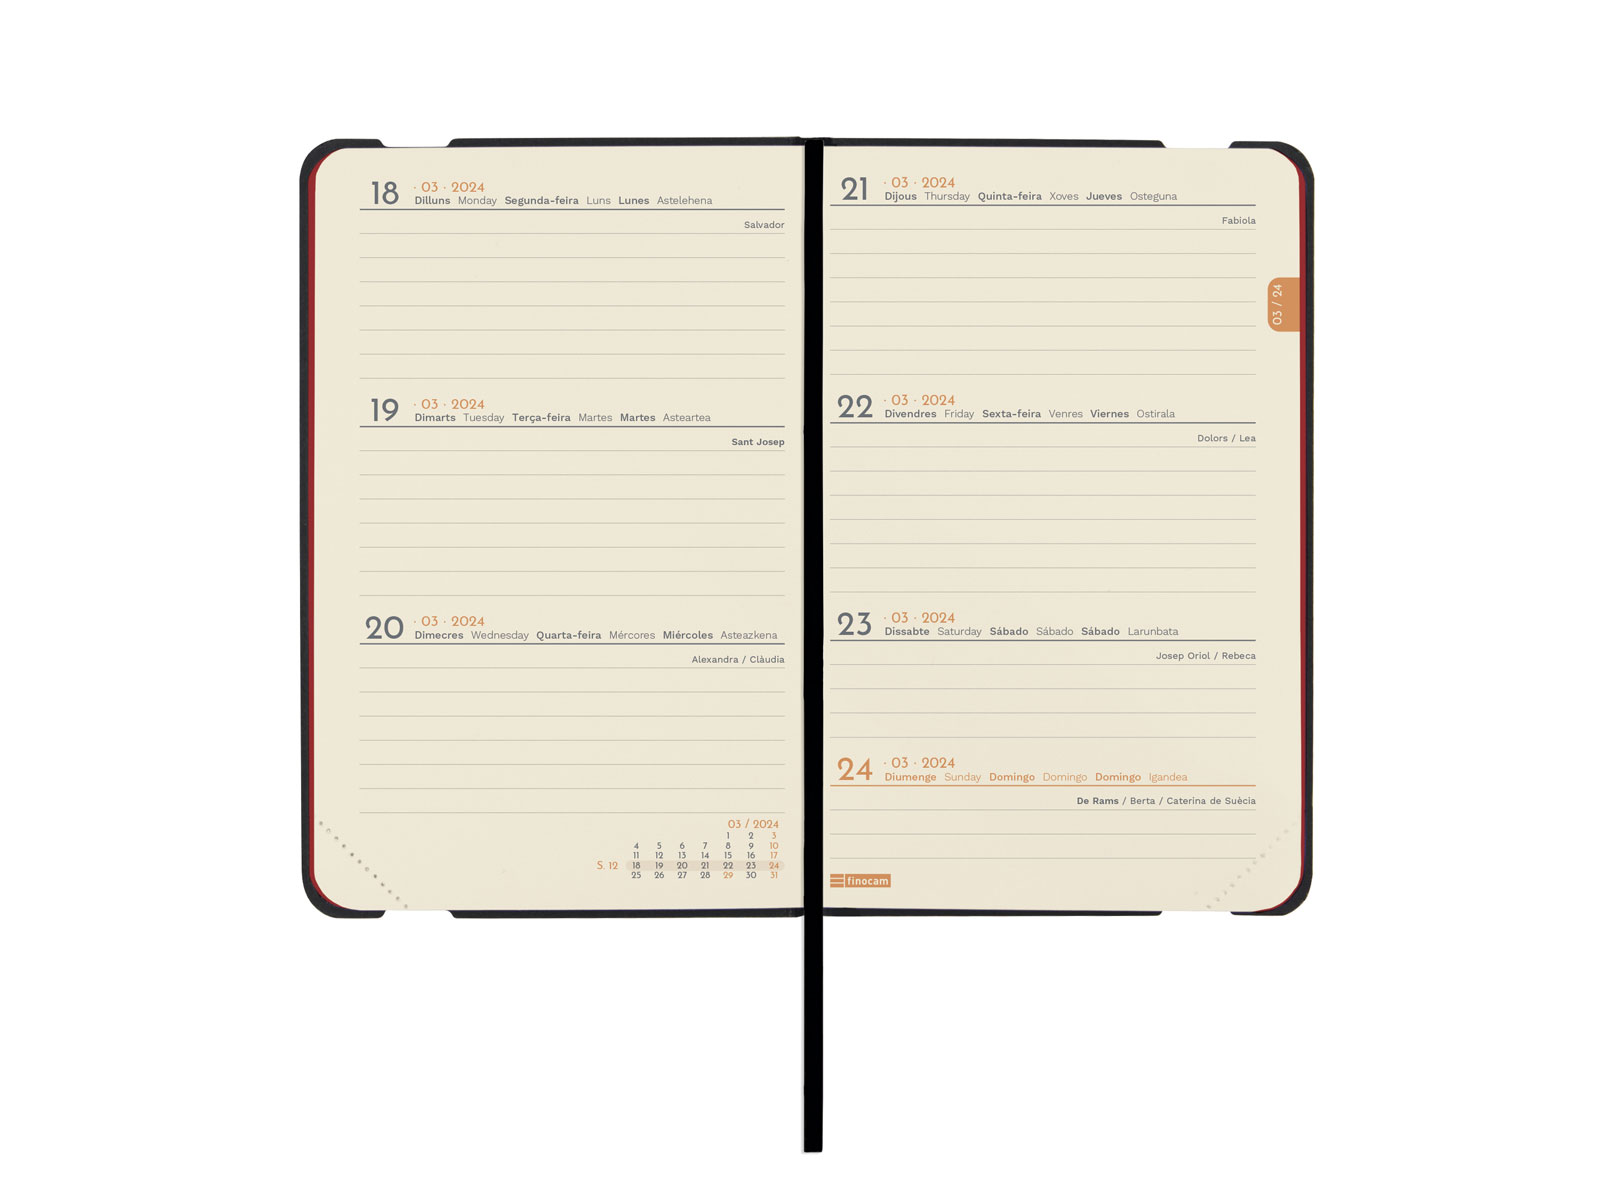 18 · 03 · 2024
Dilluns Monday Segunda-feira Luns Lunes Astelehena
Salvador
19 · 03 · 2024
Dimarts Tuesday Terça-feira Martes Martes Asteartea
Sant Josep
20 · 03 · 2024
Dimecres Wednesday Quarta-feira Mércores Miércoles Asteazkena
Alexandra / Clàudia
03 / 2024
1 2 3
4 5 6 7 8 9 10
11 12 13 14 15 16 17
S. 12 18 19 20 21 22 23 24
25 26 27 28 29 30 31
21 · 03 · 2024
Dijous Thursday Quinta-feira Xoves Jueves Osteguna
Fabiola
03 / 24
22 · 03 · 2024
Divendres Friday Sexta-feira Venres Viernes Ostirala
Dolors / Lea
23 · 03 · 2024
Dissabte Saturday Sábado Sábado Sábado Larunbata
Josep Oriol / Rebeca
24 · 03 · 2024
Diumenge Sunday Domingo Domingo Domingo Igandea
De Rams / Berta / Caterina de Suècia
finocam